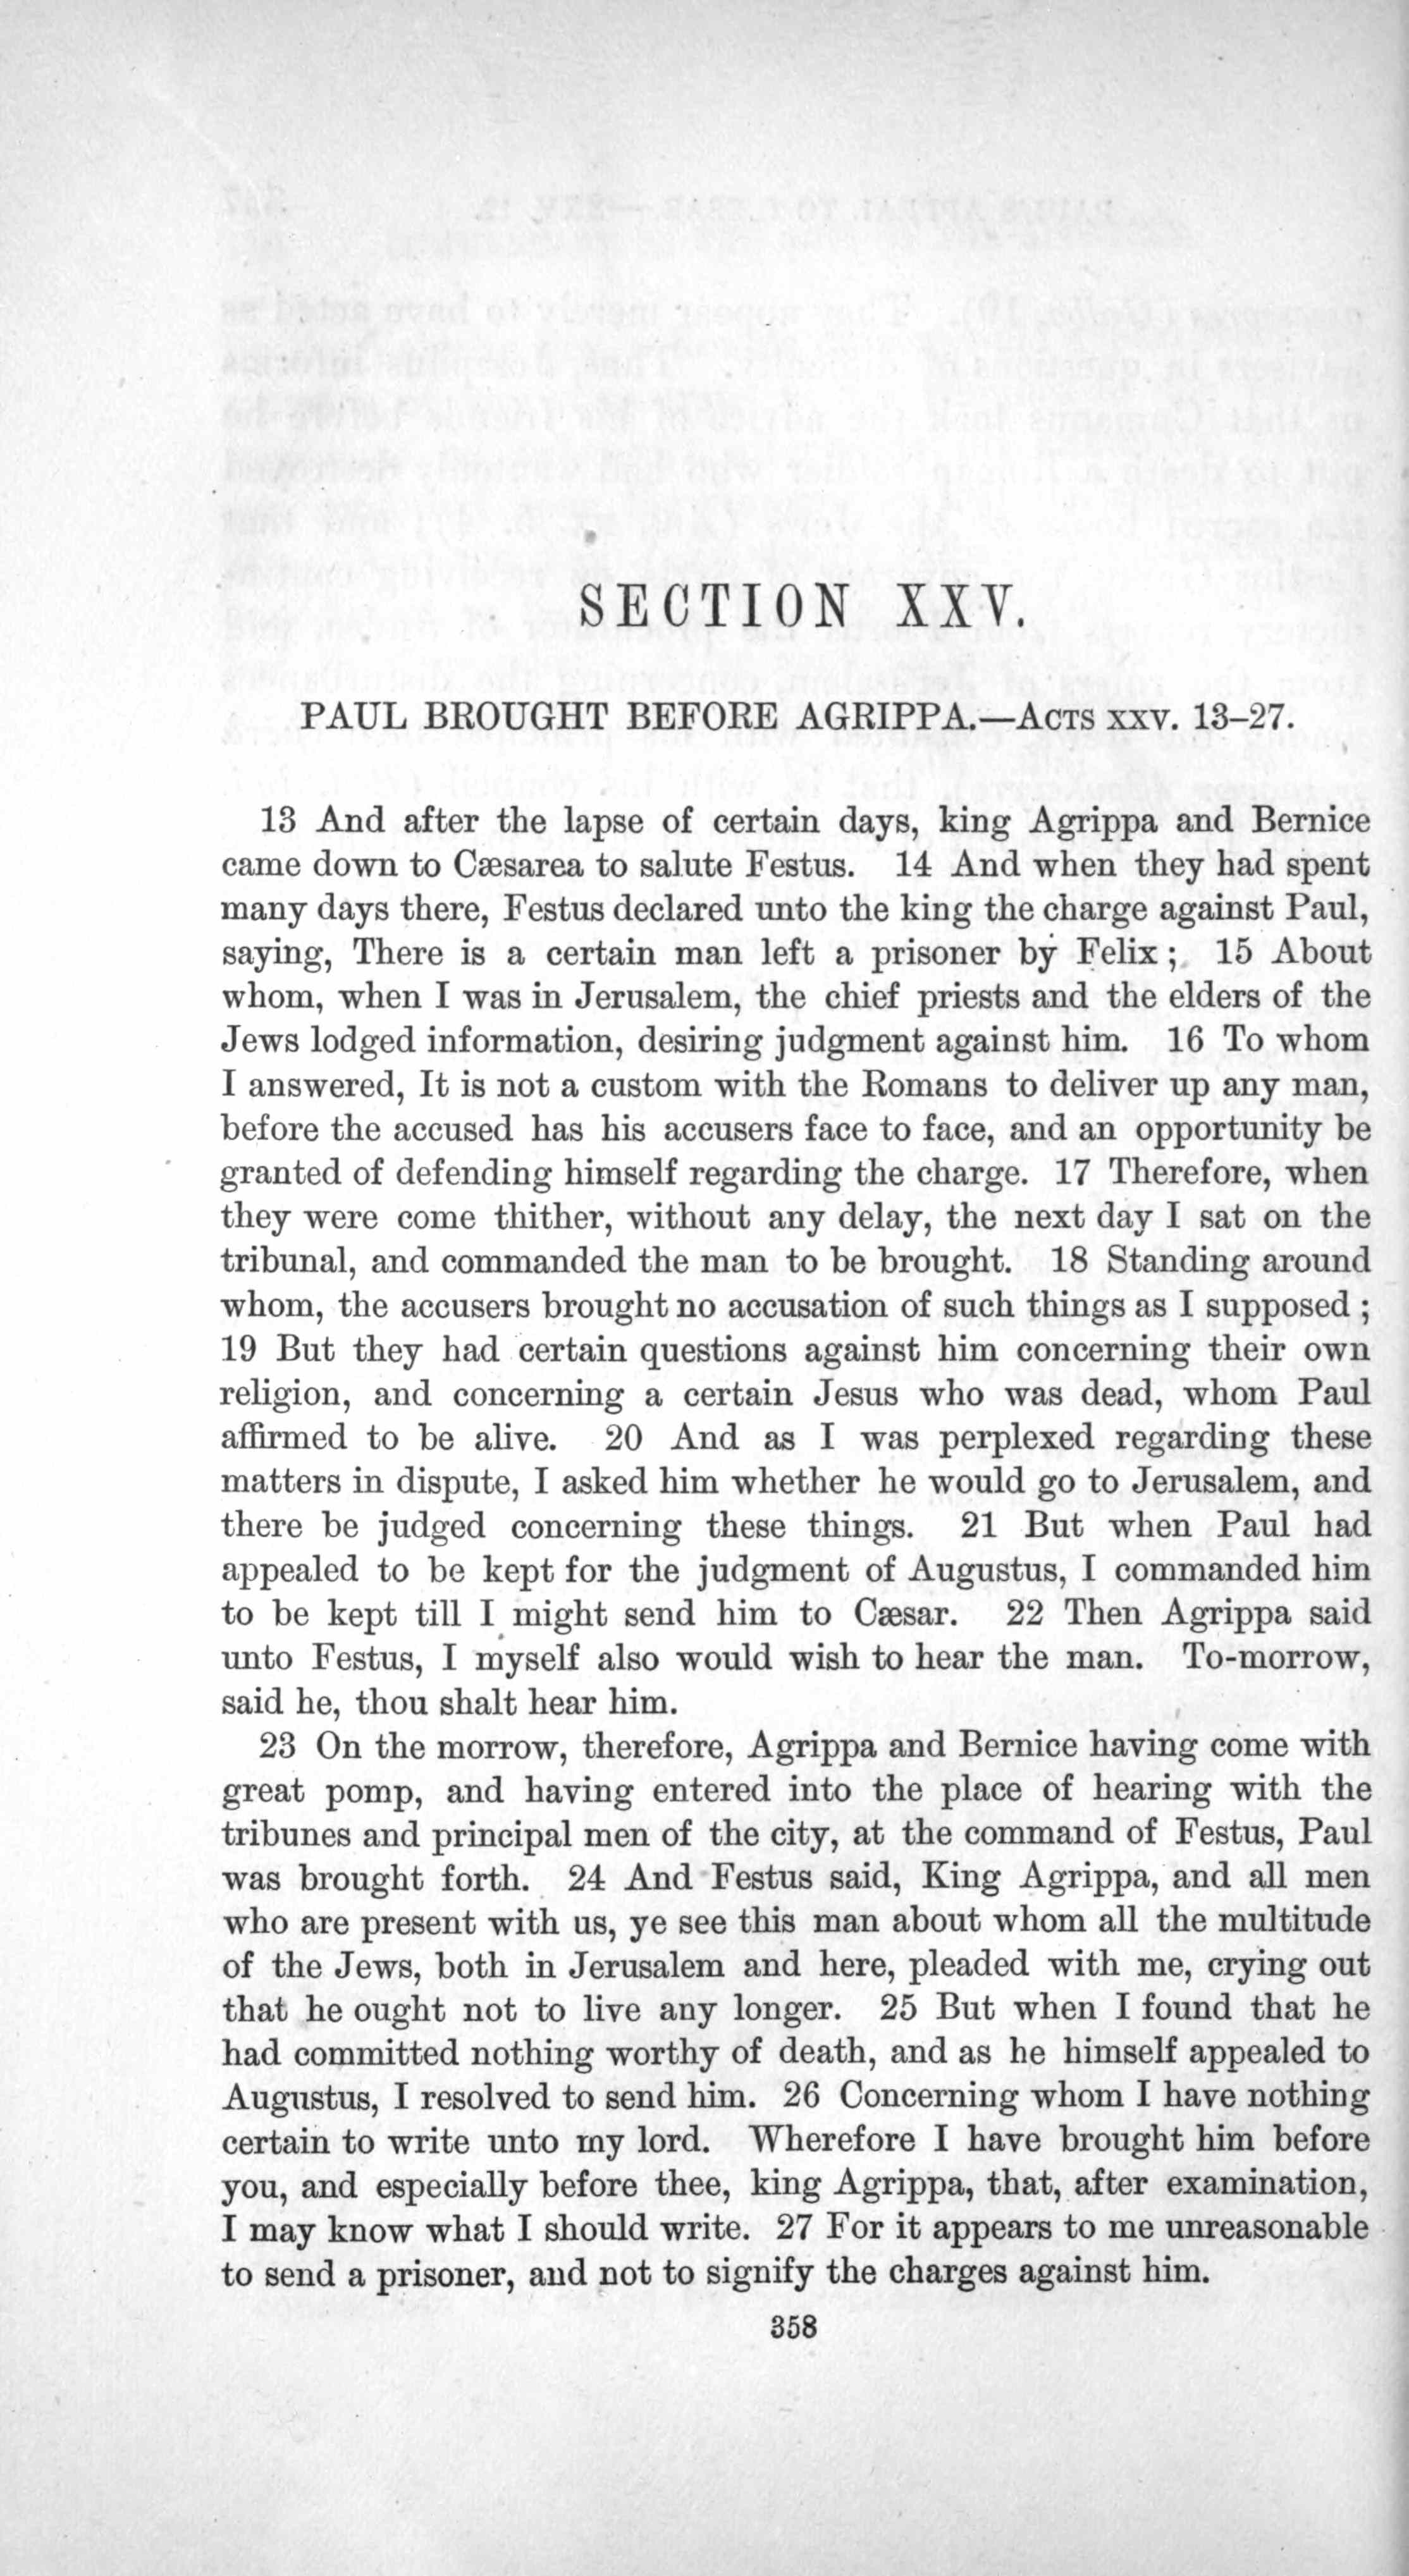 SECTION XXV.
PAUL BROUGHT BEFORE AGRIPPA.—ACTS XXV. 13–27.
13 And after the lapse of certain days, king Agrippa and Bernice
came down to Cæsarea to salute Festus. 14 And when they had spent
many days there, Festus declared unto the king the charge against Paul,
saying, There is a certain man left a prisoner by Felix; 15 About
whom, when I was in Jerusalem, the chief priests and the elders of the
Jews lodged information, desiring judgment against him. 16 To whom
I answered, It is not a custom with the Romans to deliver up any man,
before the accused has his accusers face to face, and an opportunity be
granted of defending himself regarding the charge. 17 Therefore, when
they were come thither, without any delay, the next day I sat on the
tribunal, and commanded the man to be brought. 18 Standing around
whom, the accusers brought no accusation of such things as I supposed;
19 But they had certain questions against him concerning their own
religion, and concerning a certain Jesus who was dead, whom Paul
affirmed to be alive. 20 And as I was perplexed regarding these
matters in dispute, I asked him whether he would go to Jerusalem, and
there be judged concerning these things. 21 But when Paul had
appealed to be kept for the judgment of Augustus, I commanded him
to be kept till I might send him to Cæsar. 22 Then Agrippa said
unto Festus, I myself also would wish to hear the man. To-morrow,
said he, thou shalt hear him.
23 On the morrow, therefore, Agrippa and Bernice having come with
great pomp, and having entered into the place of hearing with the
tribunes and principal men of the city, at the command of Festus, Paul
was brought forth. 24 And Festus said, King Agrippa, and all men
who are present with us, ye see this man about whom all the multitude
of the Jews, both in Jerusalem and here, pleaded with me, crying out
that he ought not to live any longer. 25 But when I found that he
had committed nothing worthy of death, and as he himself appealed to
Augustus, I resolved to send him. 26 Concerning whom I have nothing
certain to write unto my lord. Wherefore I have brought him before
you, and especially before thee, king Agrippa, that, after examination,
I may know what I should write. 27 For it appears to me unreasonable
to send a prisoner, and not to signify the charges against him.
358